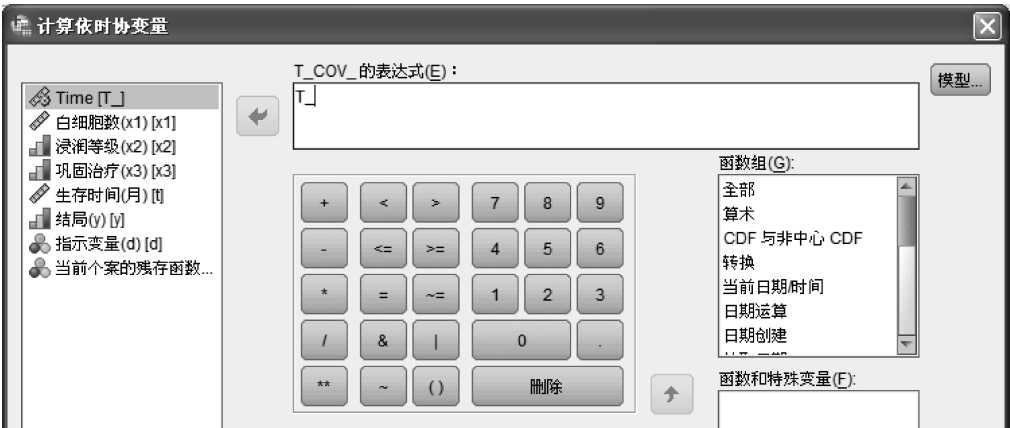 计算依时协变量
T_COV_的表达式(E)：
T_
模型...
Time [T_]
白细胞数(x1) [x1]
浸润等级(x2) [x2]
巩固治疗(x3) [x3]
生存时间(月) [t]
结局(y) [y]
指示变量(d) [d]
当前个案的残存函数...
+ < > 7 8 9
- <= >= 4 5 6
* = ~= 1 2 3
/ & | 0 .
** ~ ( ) 删除
函数组(G):
全部
算术
CDF 与非中心 CDF
转换
当前日期/时间
日期运算
日期创建
函数和特殊变量(F):